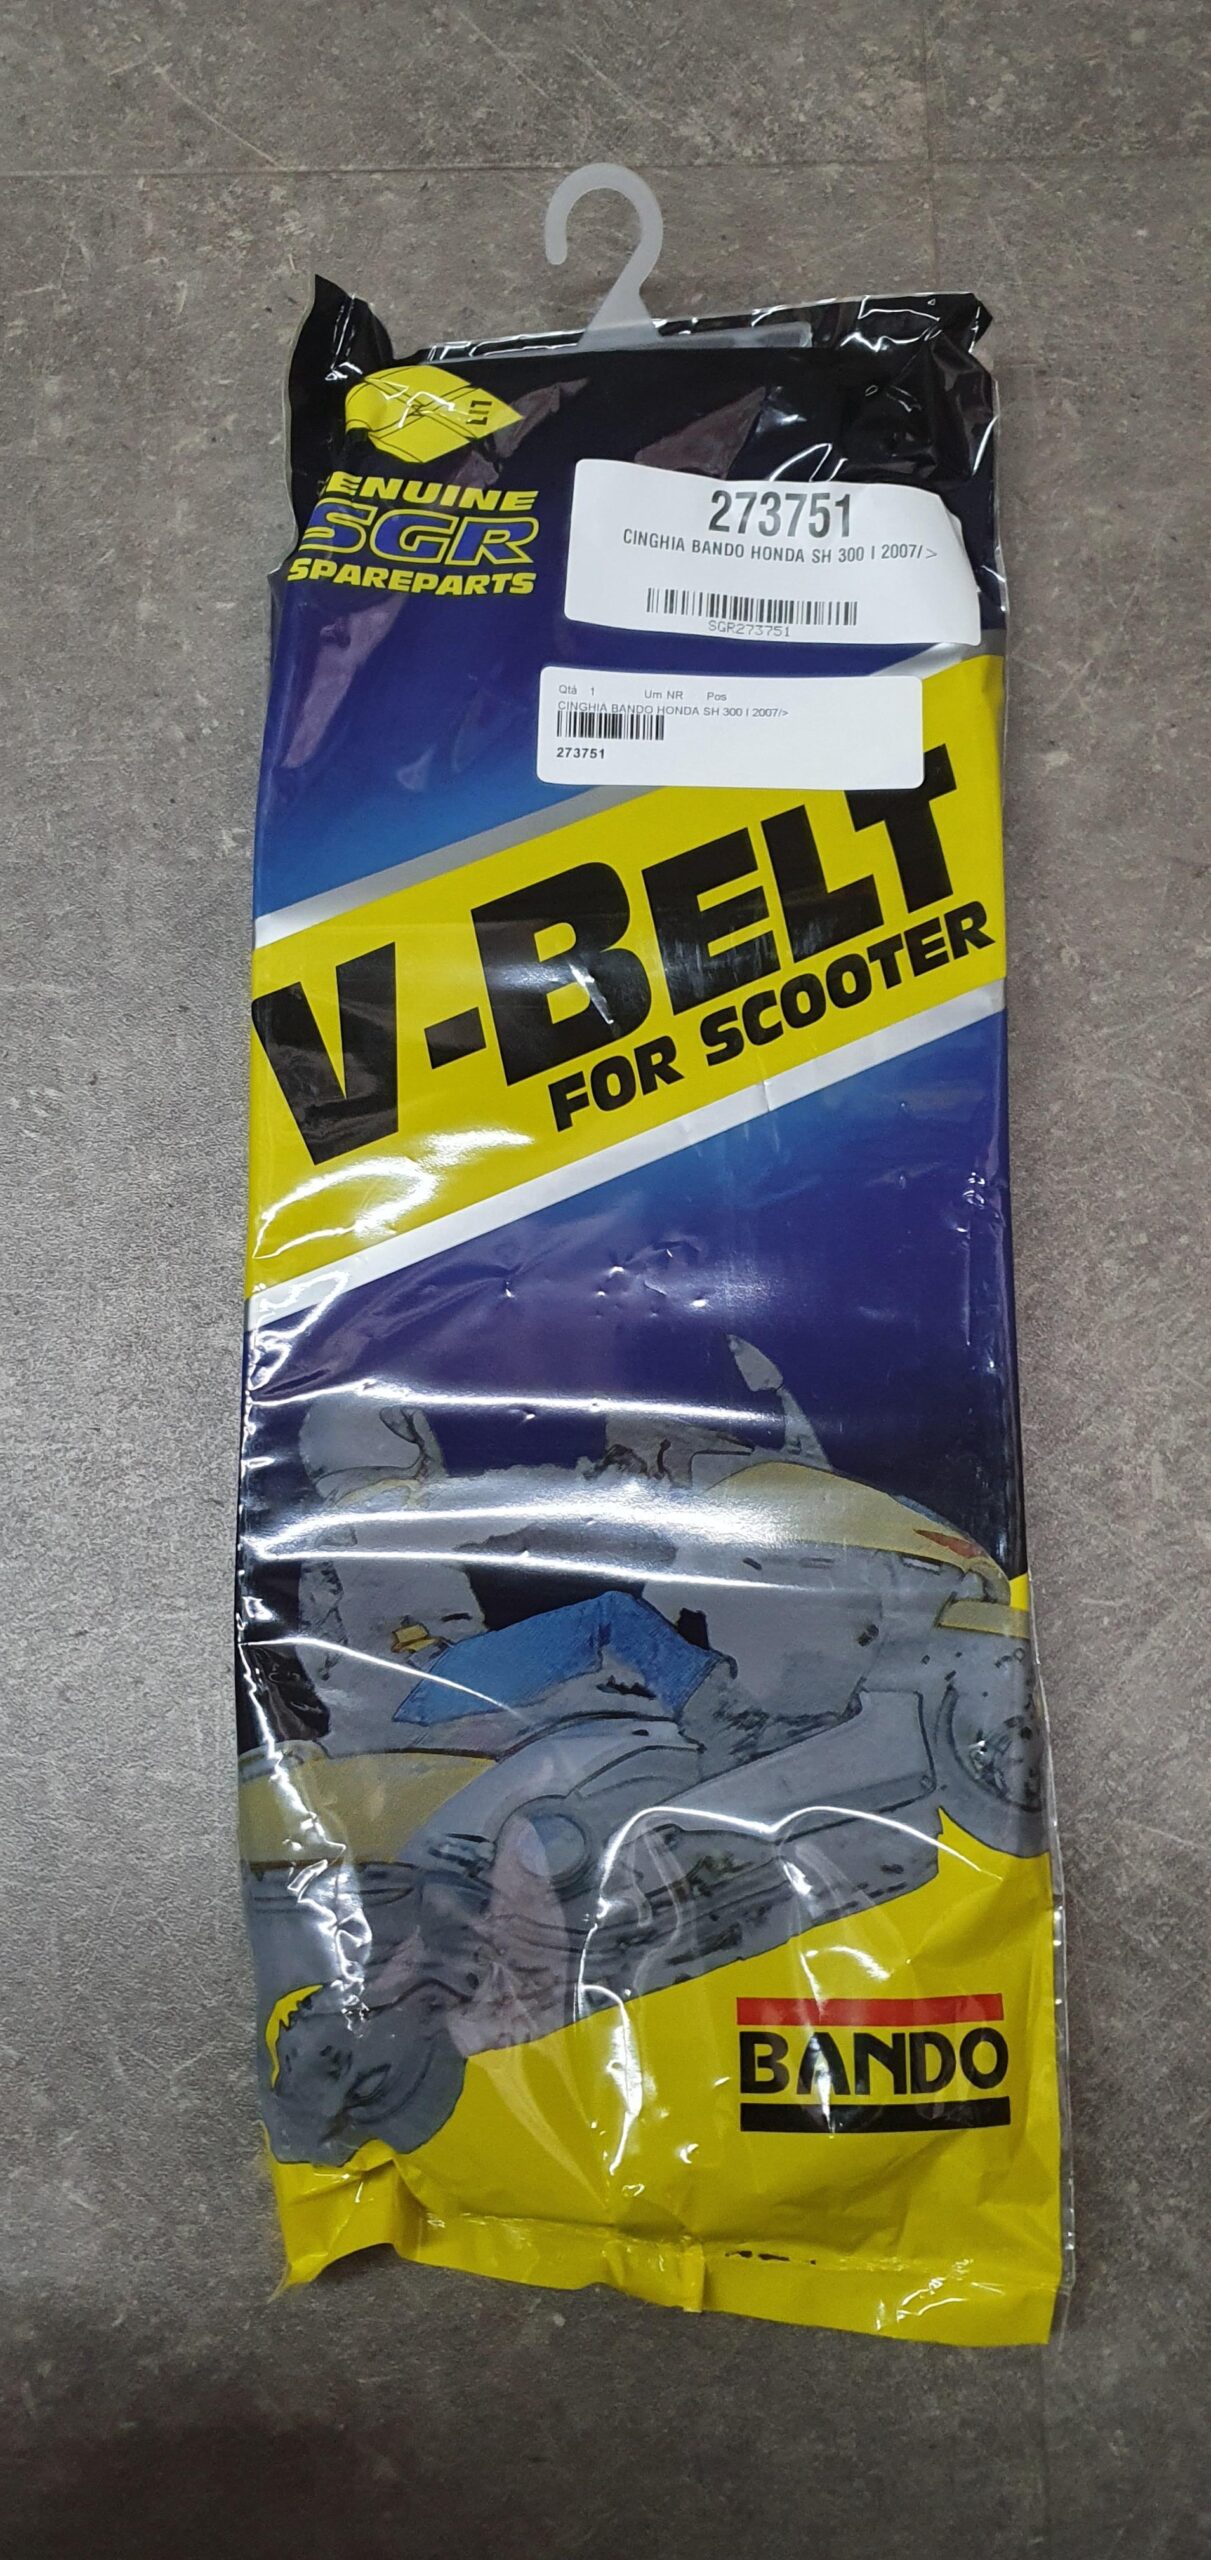 ENUINE
SGR
SPAREPARTS
273751
CINGHIA BANDO HONDA SH 300 I 2007/>
SGR273751
Qtà 1 Um NR Pos
CINGHIA BANDO HONDA SH 300 I 2007/>
273751
V-BELT
FOR SCOOTER
BANDO